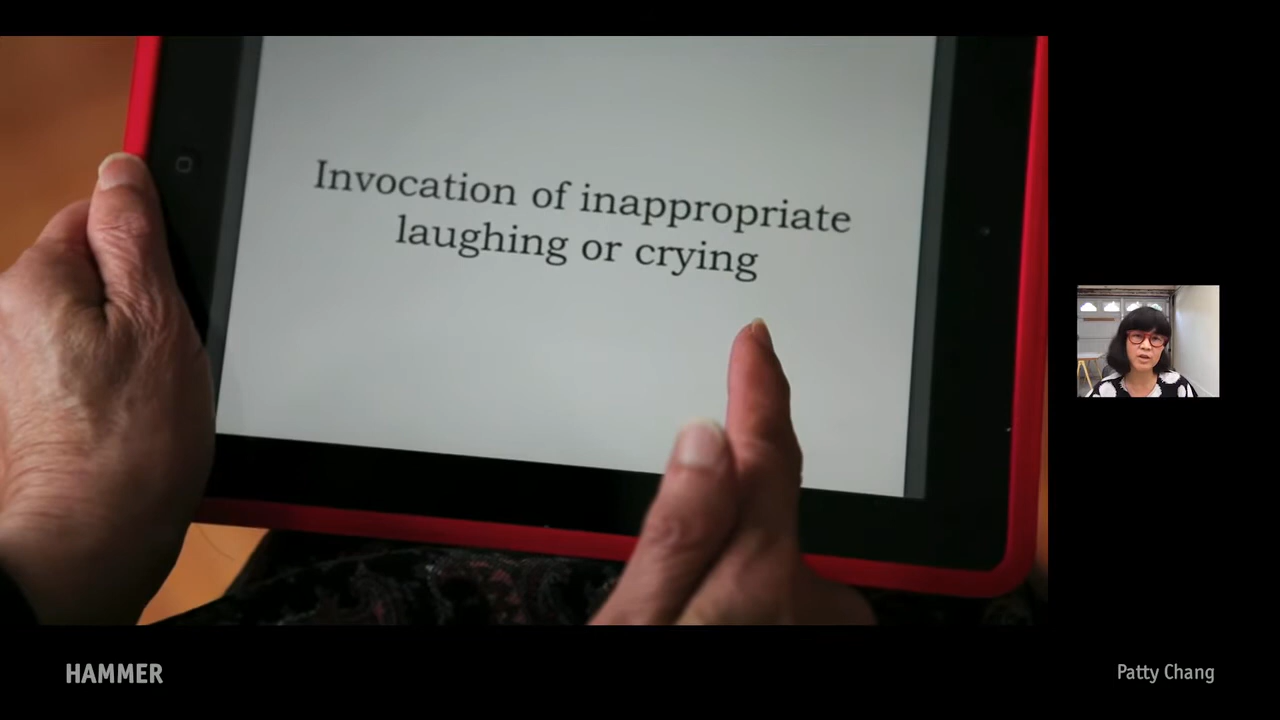 Invocation of inappropriate
laughing or crying
HAMMER
Patty Chang